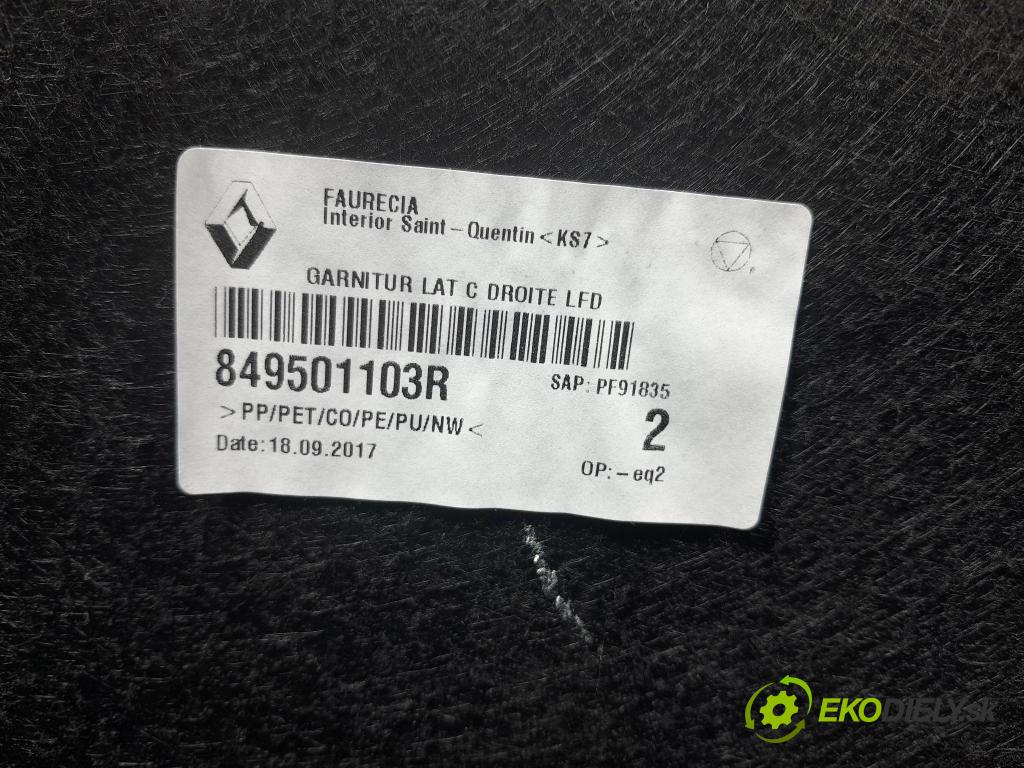 FAURECIA
Interior Saint-Quentin <KS7>
GARNITUR LAT C DROITE LFD
849501103R
SAP: PF91835
>PP/PET/CO/PE/PU/NW<
2
Date:18.09.2017
OP:-eq2
EKODIELY.sk